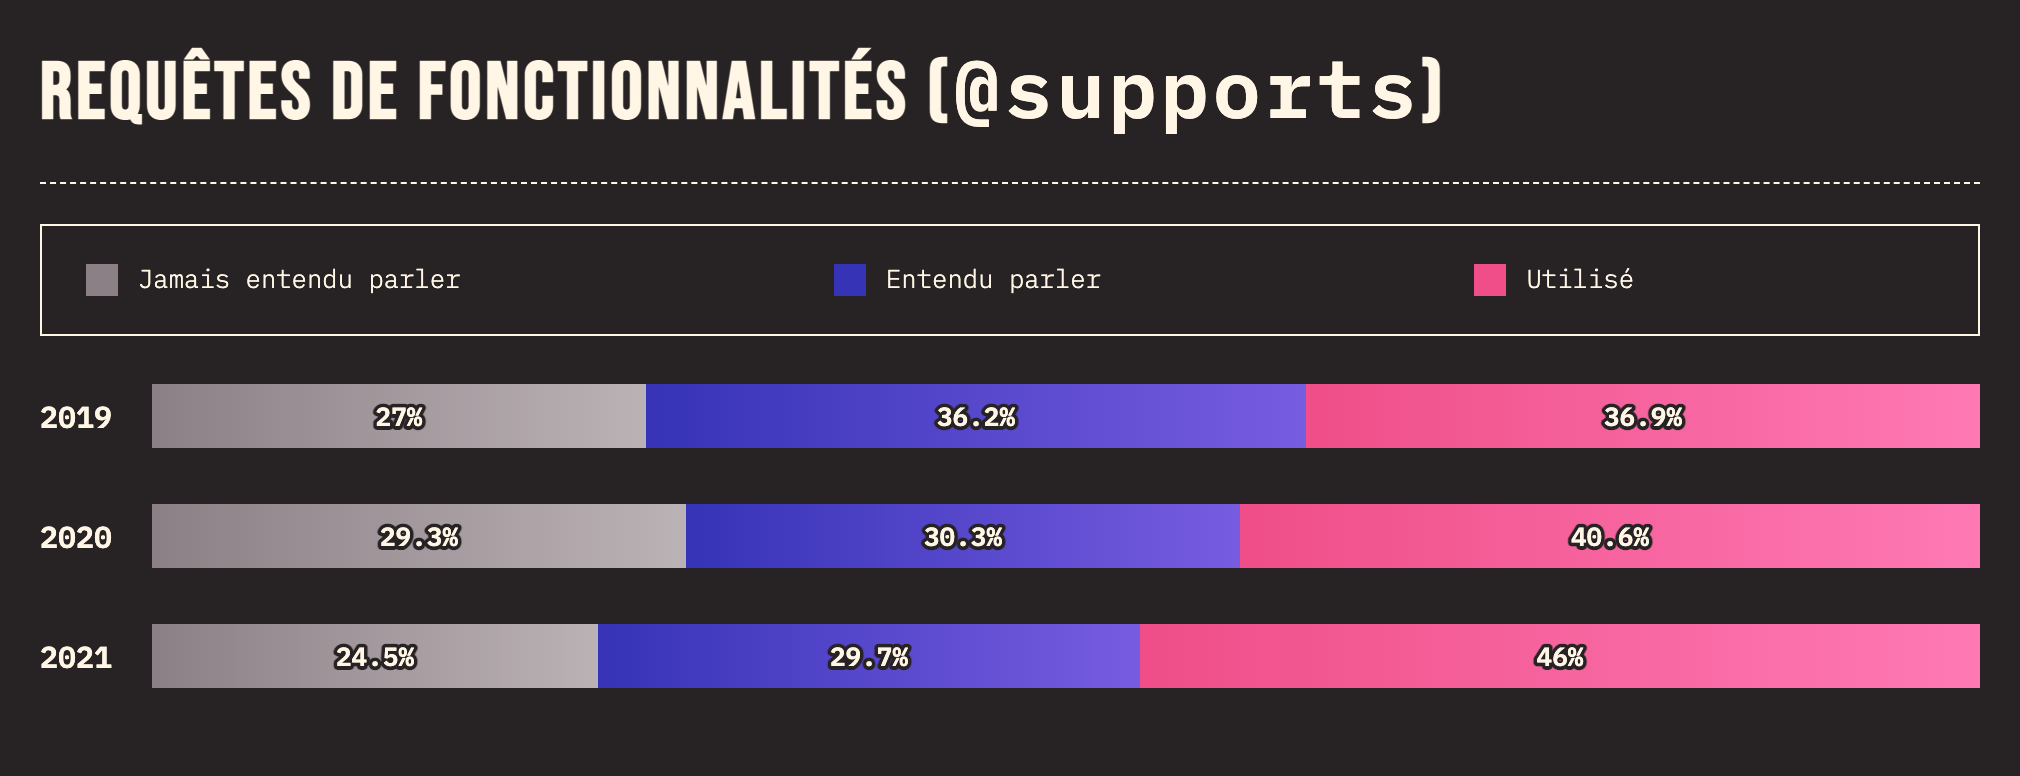 REQUÊTES DE FONCTIONNALITÉS (@supports)
Jamais entendu parler Entendu parler Utilisé
2019 27% 36.2% 36.9%
2020 29.3% 30.3% 40.6%
2021 24.5% 29.7% 46%